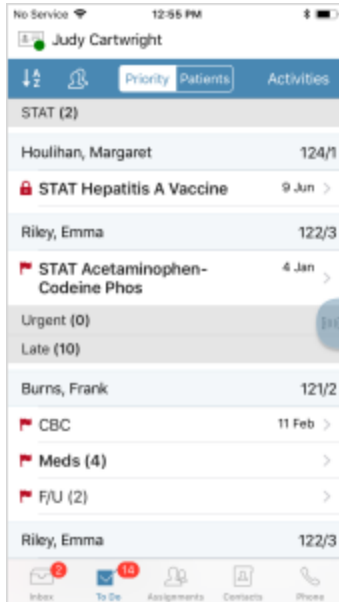 No Service 12:55 PM
Judy Cartwright
Priority Patients Activities
STAT (2)
Houlihan, Margaret 124/1
STAT Hepatitis A Vaccine 9 Jun
Riley, Emma 122/3
STAT Acetaminophen- 4 Jan
Codeine Phos
Urgent (0)
Late (10)
Burns, Frank 121/2
CBC 11 Feb
Meds (4)
F/U (2)
Riley, Emma 122/3
2 14
Inbox To Do Assignments Contacts Phone